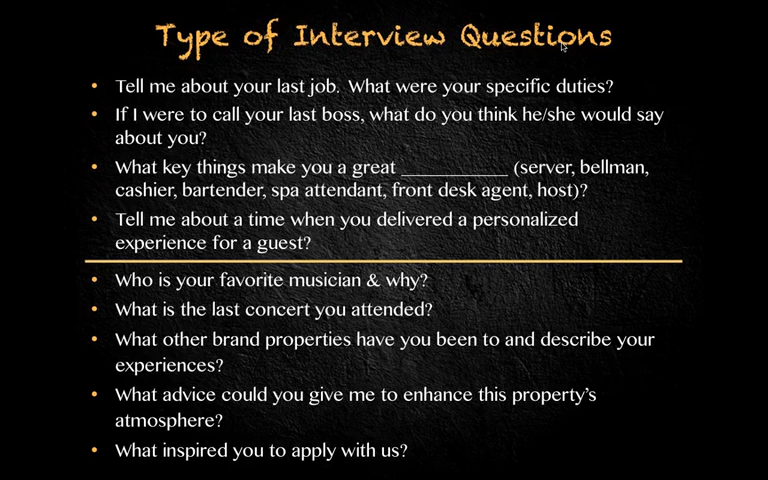 Type of Interview Questions
• Tell me about your last job. What were your specific duties?
• If I were to call your last boss, what do you think he/she would say
about you?
• What key things make you a great __________ (server, bellman,
cashier, bartender, spa attendant, front desk agent, host)?
• Tell me about a time when you delivered a personalized
experience for a guest?
• Who is your favorite musician & why?
• What is the last concert you attended?
• What other brand properties have you been to and describe your
experiences?
• What advice could you give me to enhance this property’s
atmosphere?
• What inspired you to apply with us?